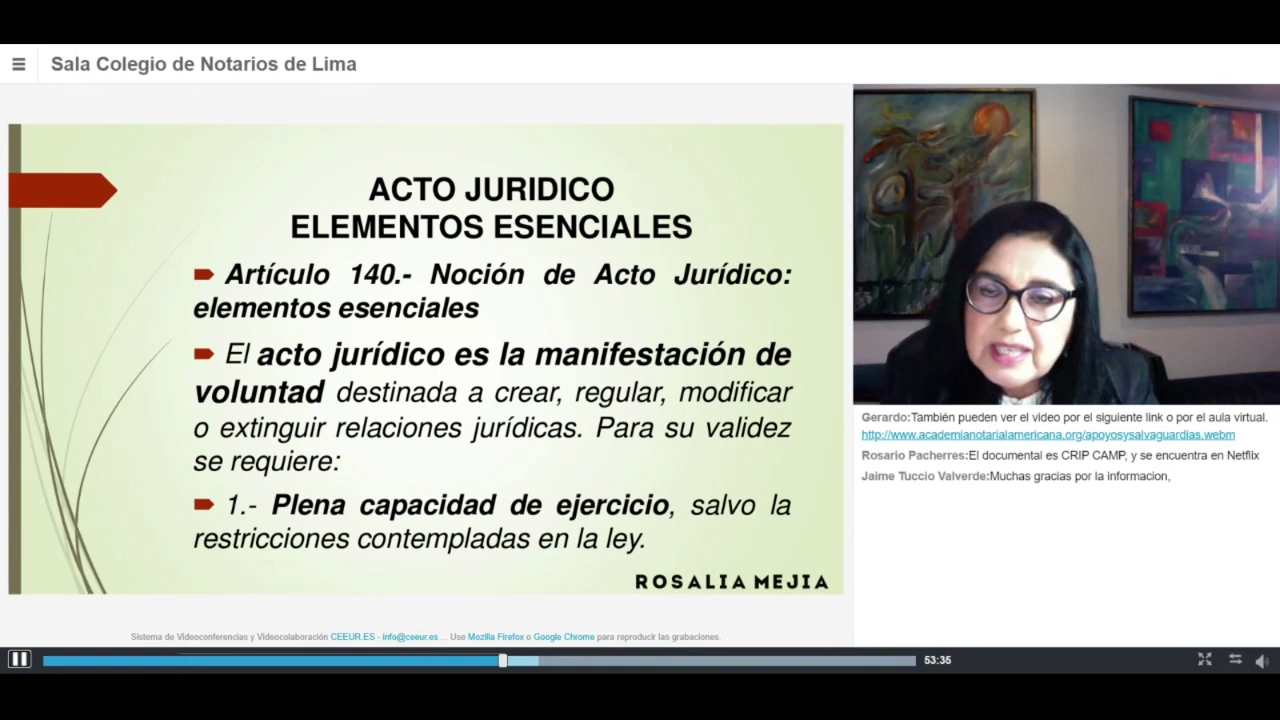 Sala Colegio de Notarios de Lima
ACTO JURIDICO
ELEMENTOS ESENCIALES
Artículo 140.- Noción de Acto Jurídico:
elementos esenciales
El acto jurídico es la manifestación de
voluntad destinada a crear, regular, modificar
o extinguir relaciones jurídicas. Para su validez
se requiere:
1.- Plena capacidad de ejercicio, salvo la
restricciones contempladas en la ley.
ROSALIA MEJIA
Gerardo:También pueden ver el video por el siguiente link o por el aula virtual.
http://www.academianotarialamericana.org/apoyosysalvaguardias.webm
Rosario Pacherres:El documental es CRIP CAMP, y se encuentra en Netflix
Jaime Tuccio Valverde:Muchas gracias por la informacion,
Sistema de Videoconferencias y Videocolaboración CEEUR.ES - info@ceeur.es ... Use Mozilla Firefox o Google Chrome para reproducir las grabaciones.
53:35